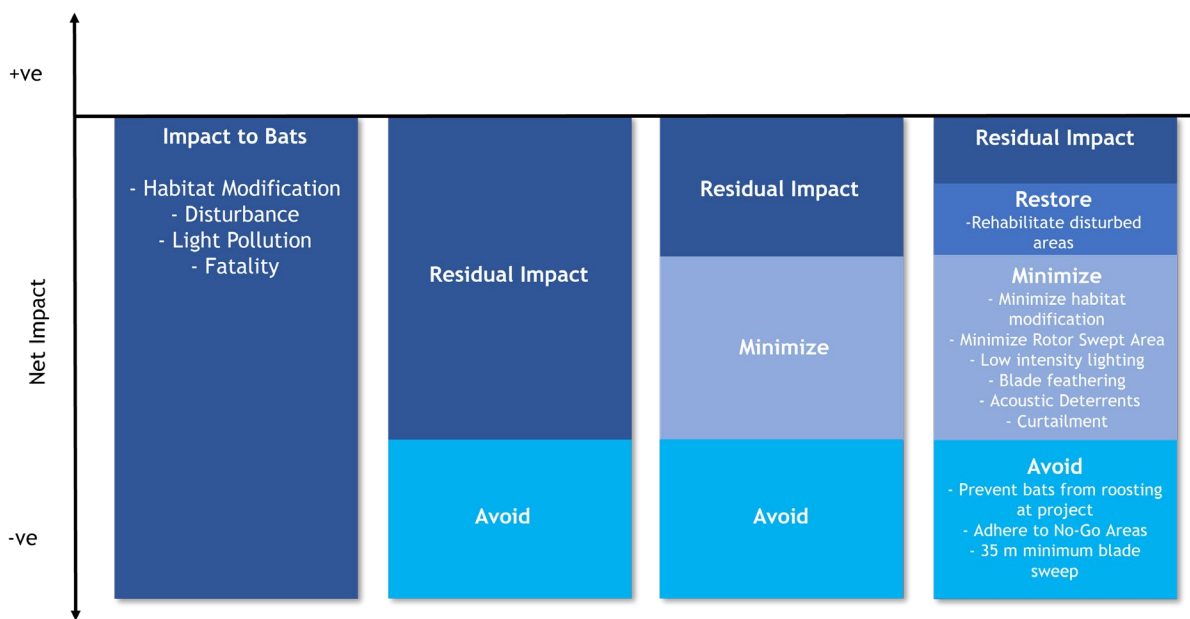 +ve
Net Impact
-ve
Impact to Bats
- Habitat Modification
- Disturbance
- Light Pollution
- Fatality
Residual Impact
Avoid
Residual Impact
Minimize
Avoid
Residual Impact
Restore
-Rehabilitate disturbed
areas
Minimize
- Minimize habitat
modification
- Minimize Rotor Swept Area
- Low intensity lighting
- Blade feathering
- Acoustic Deterrents
- Curtailment
Avoid
- Prevent bats from roosting
at project
- Adhere to No-Go Areas
- 35 m minimum blade
sweep